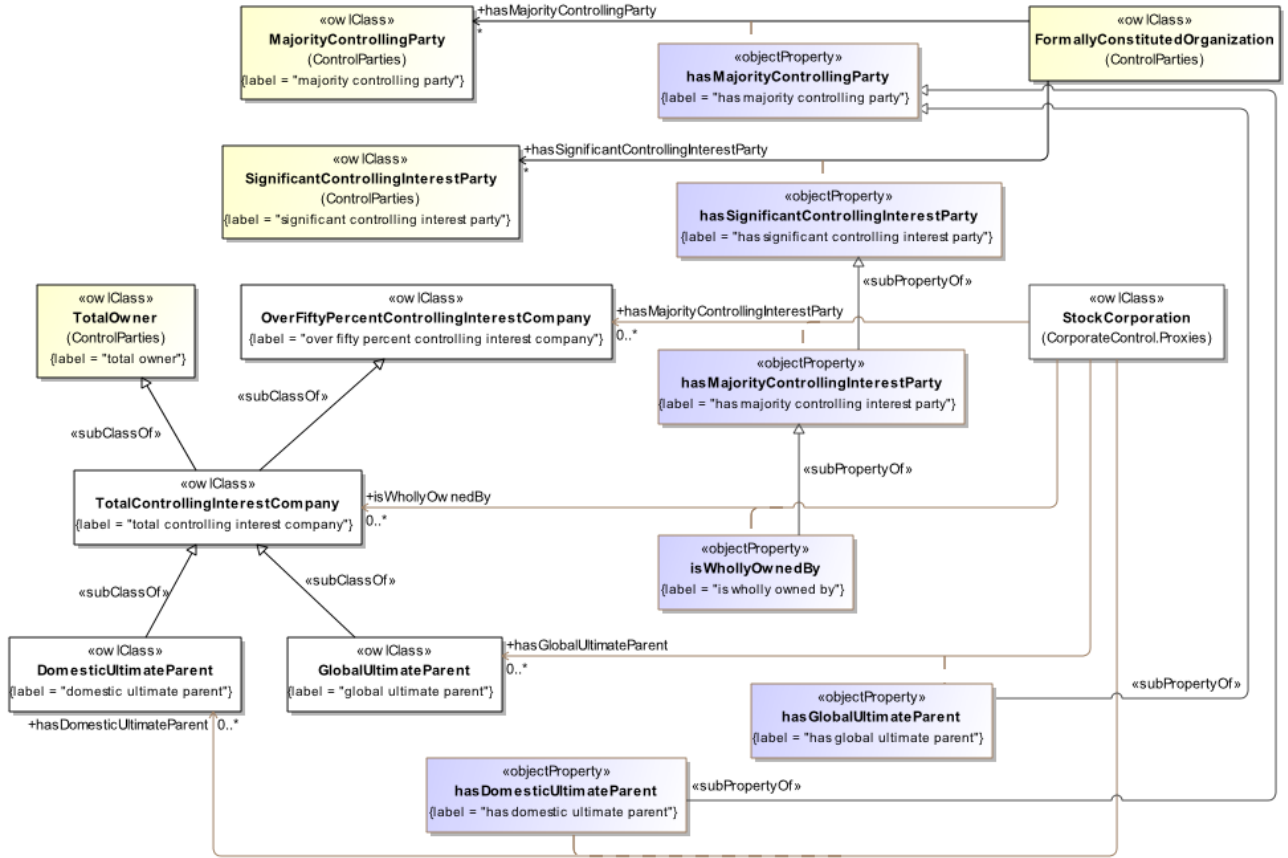 «owlClass»
MajorityControllingParty
(ControlParties)
{label = "majority controlling party"}
+hasMajorityControllingParty
*
«owlClass»
FormallyConstitutedOrganization
(ControlParties)
«objectProperty»
hasMajorityControllingParty
{label = "has majority controlling party"}
«owlClass»
SignificantControllingInterestParty
(ControlParties)
{label = "significant controlling interest party"}
+hasSignificantControllingInterestParty
*
«objectProperty»
hasSignificantControllingInterestParty
{label = "has significant controlling interest party"}
«subPropertyOf»
«owlClass»
TotalOwner
(ControlParties)
{label = "total owner"}
«owlClass»
OverFiftyPercentControllingInterestCompany
{label = "over fifty percent controlling interest company"}
+hasMajorityControllingInterestParty
0..*
«owlClass»
StockCorporation
(CorporateControl.Proxies)
«objectProperty»
hasMajorityControllingInterestParty
{label = "has majority controlling interest party"}
«subClassOf»
«subClassOf»
«subPropertyOf»
«owlClass»
TotalControllingInterestCompany
{label = "total controlling interest company"}
+isWhollyOwnedBy
0..*
«objectProperty»
isWhollyOwnedBy
{label = "is wholly owned by"}
«subClassOf»
«subClassOf»
«owlClass»
DomesticUltimateParent
{label = "domestic ultimate parent"}
«owlClass»
GlobalUltimateParent
{label = "global ultimate parent"}
+hasGlobalUltimateParent
0..*
«objectProperty»
hasGlobalUltimateParent
{label = "has global ultimate parent"}
«subPropertyOf»
+hasDomesticUltimateParent
0..*
«objectProperty»
hasDomesticUltimateParent
{label = "has domestic ultimate parent"}
«subPropertyOf»